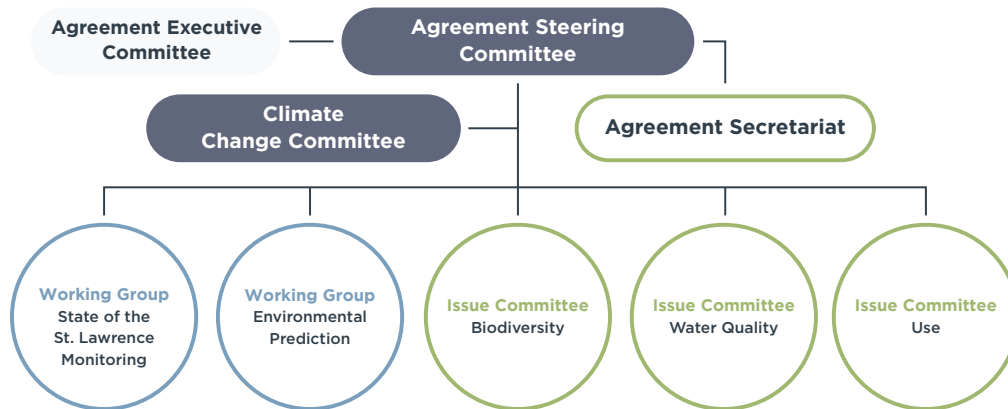 Agreement Executive
Committee
Agreement Steering
Committee
Climate
Change Committee
Agreement Secretariat
Working Group
State of the
St. Lawrence
Monitoring
Working Group
Environmental
Prediction
Issue Committee
Biodiversity
Issue Committee
Water Quality
Issue Committee
Use